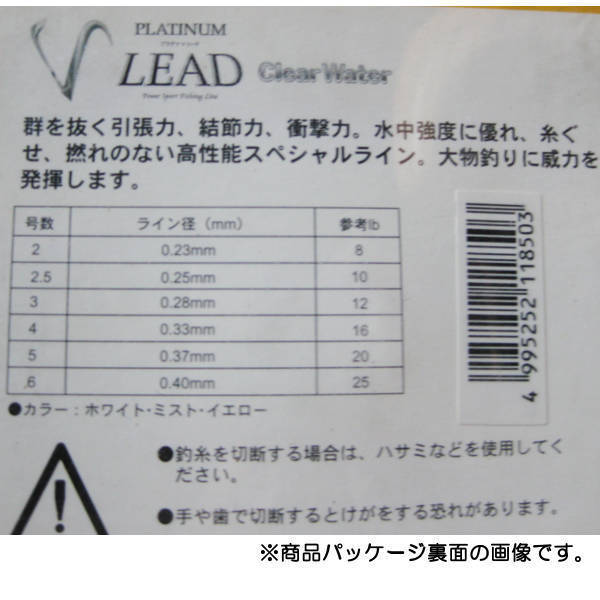 PLATINUM
プラチナリード
LEAD
Clear Water
Power Sport Fishing Line
群を抜く引張力、結節力、衝撃力。水中強度に優れ、糸ぐ
せ、撚れのない高性能スペシャルライン。大物釣りに威力を
発揮します。
号数 ライン径（mm） 参考lb
2 0.23mm 8
2.5 0.25mm 10
3 0.28mm 12
4 0.33mm 16
5 0.37mm 20
6 0.40mm 25
●カラー：ホワイト・ミスト・イエロー
4 995252 118503
●釣糸を切断する場合は、ハサミなどを使用してく
ださい。
●手や歯で切断するとけがをする恐れがあります。
※商品パッケージ裏面の画像です。